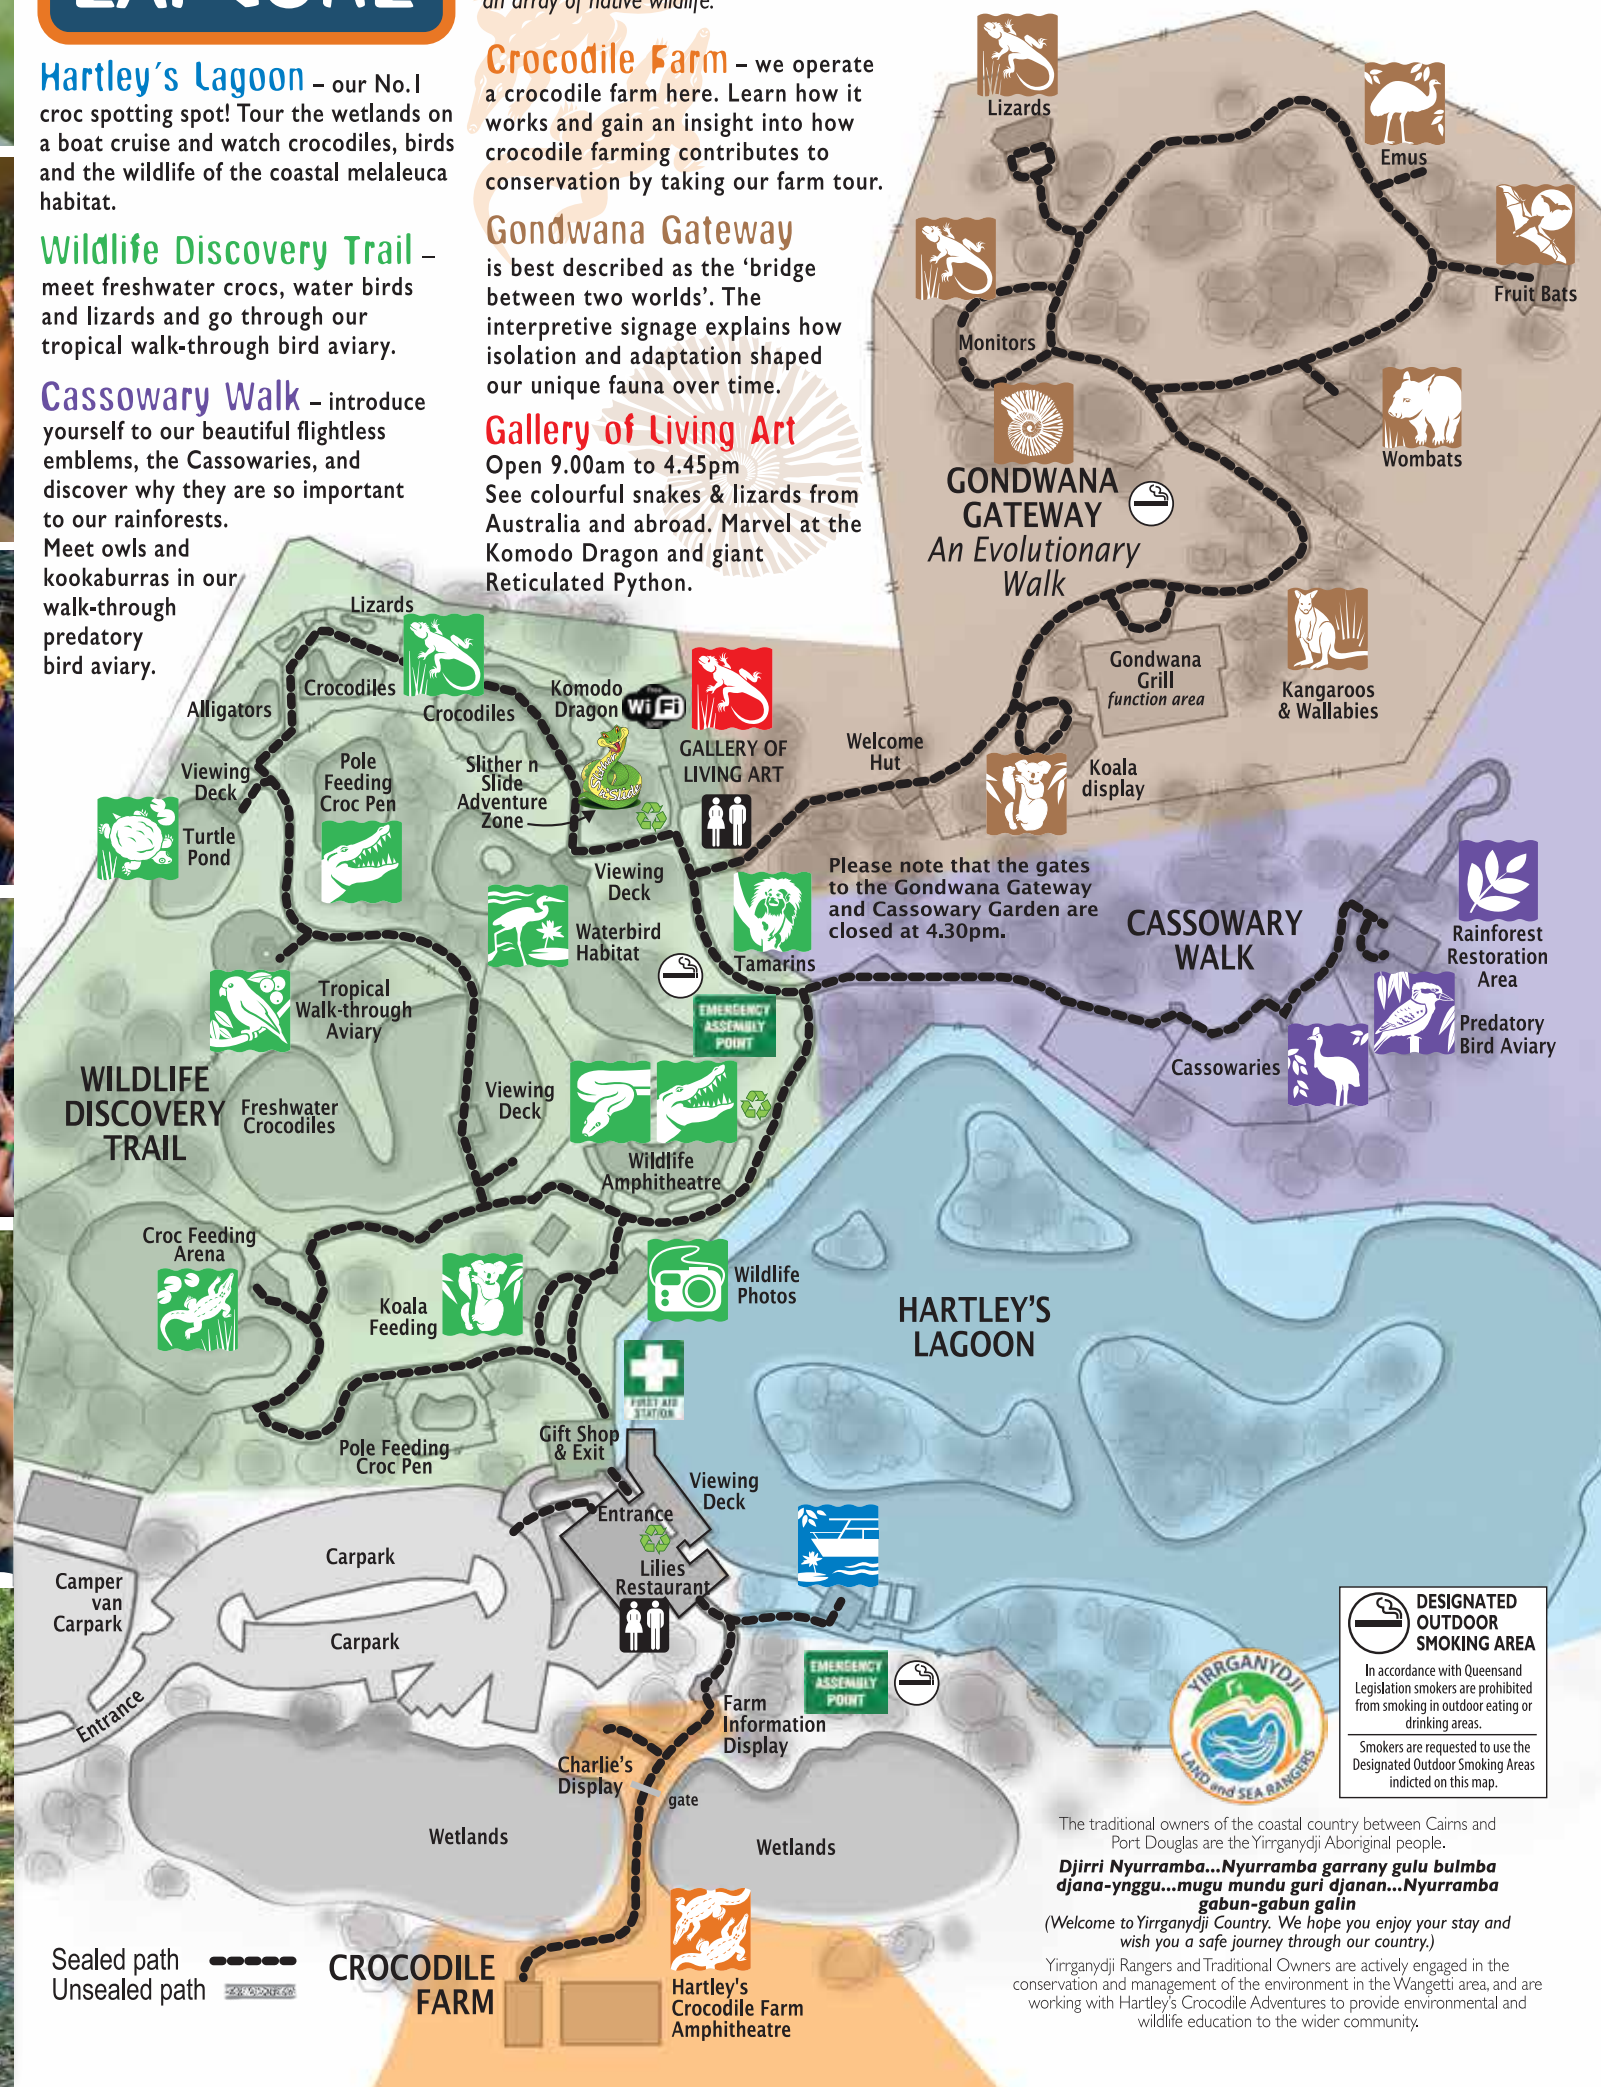 an array of native wildlife.
Hartley's Lagoon – our No.1
croc spotting spot! Tour the wetlands on
a boat cruise and watch crocodiles, birds
and the wildlife of the coastal melaleuca
habitat.
Wildlife Discovery Trail –
meet freshwater crocs, water birds
and lizards and go through our
tropical walk-through bird aviary.
Cassowary Walk – introduce
yourself to our beautiful flightless
emblems, the Cassowaries, and
discover why they are so important
to our rainforests.
Meet owls and
kookaburras in our
walk-through
predatory
bird aviary.
Crocodile Farm – we operate
a crocodile farm here. Learn how it
works and gain an insight into how
crocodile farming contributes to
conservation by taking our farm tour.
Gondwana Gateway
is best described as the ‘bridge
between two worlds’. The
interpretive signage explains how
isolation and adaptation shaped
our unique fauna over time.
Gallery of Living Art
Open 9.00am to 4.45pm
See colourful snakes & lizards from
Australia and abroad. Marvel at the
Komodo Dragon and giant
Reticulated Python.
Lizards
Emus
Fruit Bats
Monitors
Wombats
GONDWANA
GATEWAY
An Evolutionary
Walk
Gondwana
Grill
function area
Kangaroos
& Wallabies
Welcome
Hut
Koala
display
Lizards
Crocodiles
Alligators
Crocodiles
Komodo
Dragon
Wi Fi
GALLERY OF
LIVING ART
Viewing
Deck
Pole
Feeding
Croc Pen
Slither n
Slide
Adventure
Zone
Turtle
Pond
Viewing
Deck
Waterbird
Habitat
Tamarins
Please note that the gates
to the Gondwana Gateway
and Cassowary Garden are
closed at 4.30pm.
CASSOWARY
WALK
Rainforest
Restoration
Area
Predatory
Bird Aviary
Cassowaries
Tropical
Walk-through
Aviary
EMERGENCY
ASSEMBLY
POINT
WILDLIFE
DISCOVERY
TRAIL
Freshwater
Crocodiles
Viewing
Deck
Wildlife
Amphitheatre
Croc Feeding
Arena
Koala
Feeding
Wildlife
Photos
HARTLEY'S
LAGOON
FIRST AID
STATION
Pole Feeding
Croc Pen
Gift Shop
& Exit
Viewing
Deck
Entrance
Lilies
Restaurant
Carpark
Camper
van
Carpark
Carpark
Entrance
EMERGENCY
ASSEMBLY
POINT
Farm
Information
Display
Charlie's
Display
gate
Wetlands
Wetlands
Sealed path
Unsealed path
CROCODILE
FARM
Hartley's
Crocodile Farm
Amphitheatre
DESIGNATED
OUTDOOR
SMOKING AREA
In accordance with Queensand
Legislation smokers are prohibited
from smoking in outdoor eating or
drinking areas.
Smokers are requested to use the
Designated Outdoor Smoking Areas
indicted on this map.
YIRRGANYDJI
LAND and SEA RANGERS
The traditional owners of the coastal country between Cairns and
Port Douglas are the Yirrganydji Aboriginal people.
Djirri Nyurramba...Nyurramba garrany gulu bulmba
djana-ynggu...mugu mundu guri djanan...Nyurramba
gabun-gabun galin
(Welcome to Yirrganydji Country. We hope you enjoy your stay and
wish you a safe journey through our country.)
Yirrganydji Rangers and Traditional Owners are actively engaged in the
conservation and management of the environment in the Wangetti area, and are
working with Hartley's Crocodile Adventures to provide environmental and
wildlife education to the wider community.